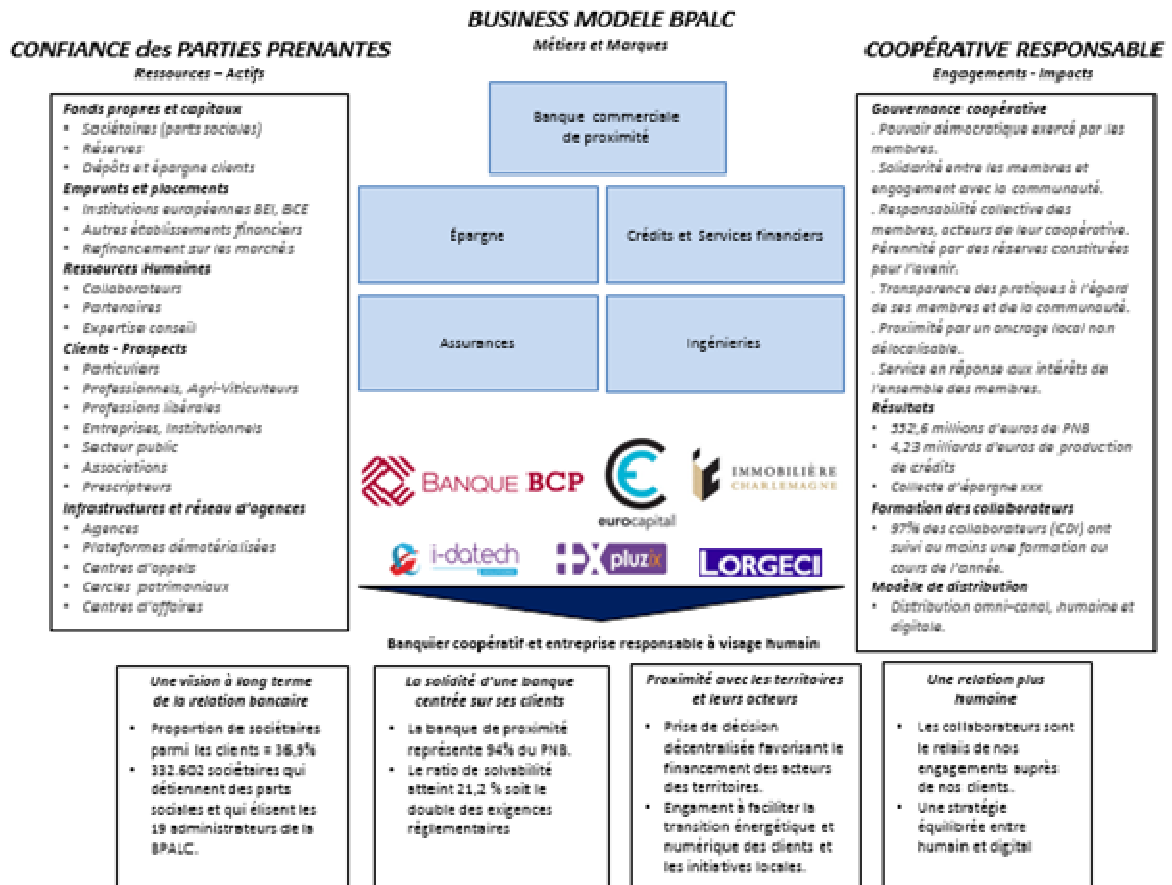 BUSINESS MODELE BPALC
Métiers et Marques
CONFIANCE des PARTIES PRENANTES
Ressources – Actifs
Fonds propres et capitaux
• Sociétaires (parts sociales)
• Réserves
• Dépôts et épargne clients
Emprunts et placements
• Institutions européennes BEI, BCE
• Autres établissements financiers
• Refinancement sur les marchés
Ressources Humaines
• Collaborateurs
• Partenaires
• Expertise conseil
Clients - Prospects
• Particuliers
• Professionnels, Agri-Viticulteurs
• Professions libérales
• Entreprises, Institutionnels
• Secteur public
• Associations
• Prescripteurs
Infrastructures et réseau d'agences
• Agences
• Plateformes dématérialisées
• Centres d'appels
• Cercles patrimoniaux
• Centres d'affaires
Banque commerciale
de proximité
Épargne
Crédits et Services financiers
Assurances
Ingénieries
BANQUE BCP
eurocapital
IMMOBILIÈRE
CHARLEMAGNE
i-datech
pluzix
LORGECI
COOPÉRATIVE RESPONSABLE
Engagements - Impacts
Gouvernance coopérative
. Pouvoir démocratique exercé par les
membres.
. Solidarité entre les membres et
engagement avec la communauté.
. Responsabilité collective des
membres, acteurs de leur coopérative.
Pérennité par des réserves constituées
pour l'avenir.
. Transparence des pratiques à l'égard
de ses membres et de la communauté.
. Proximité par un ancrage local non
délocalisable..
. Service en réponse aux intérêts de
l'ensemble des membres.
Résultats
• 332,6 millions d'euros de PNB
• 4,23 milliards d'euros de production
de crédits
• Collecte d'épargne xxx
Formation des collaborateurs
• 97% des collaborateurs (CDI) ont
suivi au moins une formation au
cours de l'année.
Modèle de distribution
• Distribution omni-canal, humaine et
digitale.
Banquier coopératif et entreprise responsable à visage humain
Une vision à long terme
de la relation bancaire
• Proportion de sociétaires
parmi les clients = 36,9%
• 332.602 sociétaires qui
détiennent des parts
sociales et qui élisent les
19 administrateurs de la
BPALC.
La solidité d'une banque
centrée sur ses clients
• La banque de proximité
représente 94% du PNB.
• Le ratio de solvabilité
atteint 21,2 % soit le
double des exigences
réglementaires
Proximité avec les territoires
et leurs acteurs
• Prise de décision
décentralisée favorisant le
financement des acteurs
des territoires.
• Engament à faciliter la
transition énergétique et
numérique des clients et
les initiatives locales.
Une relation plus
humaine
• Les collaborateurs sont
le relais de nos
engagements auprès
de nos clients..
• Une stratégie
équilibrée entre
humain et digital